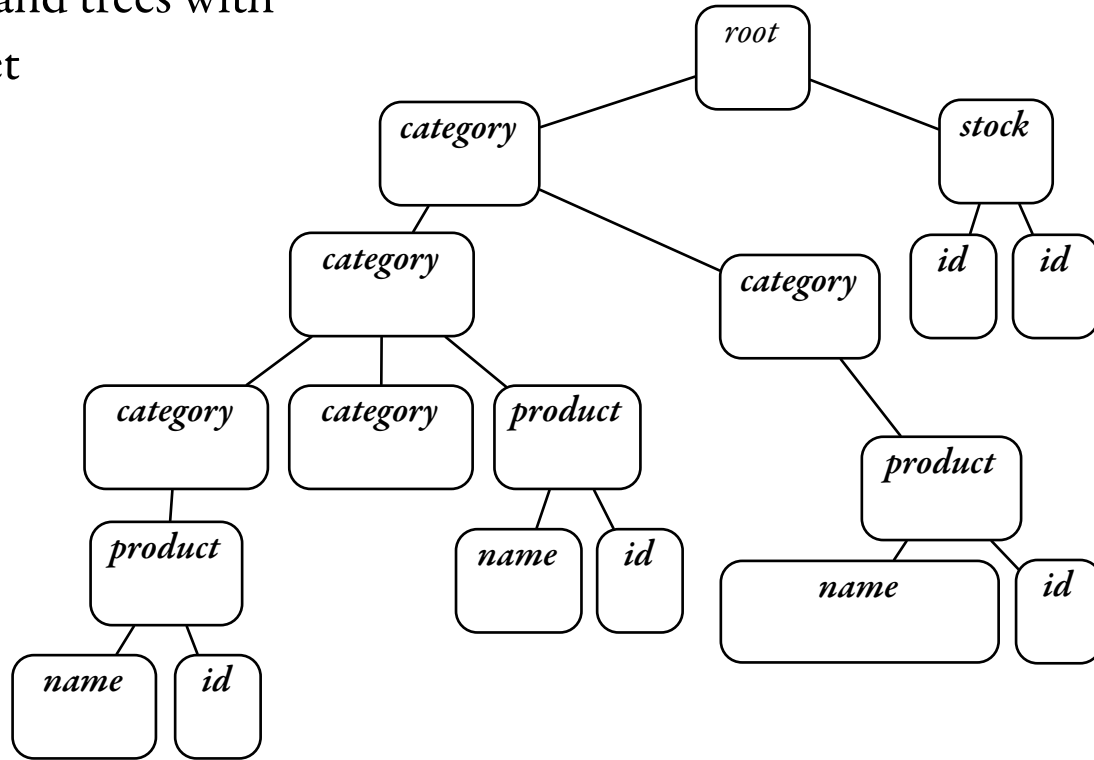 and trees with
root
category
stock
category
category
id
id
category
category
product
product
product
name
id
name
id
name
id